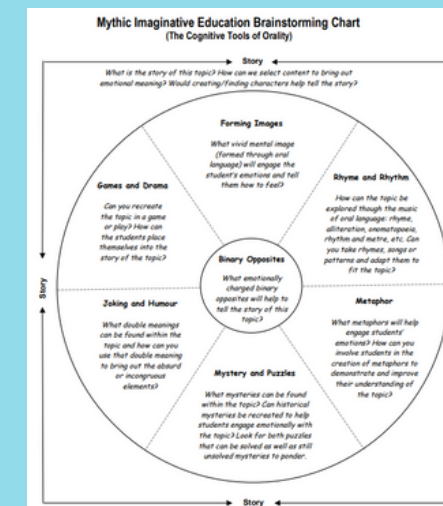 Mythic Imaginative Education Brainstorming Chart
(The Cognitive Tools of Orality)
Story
What is the story of this topic? How can we select content to bring out
emotional meaning? Would creating/finding characters help tell the story?
Forming Images
What vivid mental image
(formed through oral
language) will engage the
student's emotions and tell
them how to feel?
Games and Drama
Can you recreate
the topic in a game
or play? How can
the students place
themselves into the
story of the topic?
Rhyme and Rhythm
How can the topic be
explored though the music
of oral language: rhyme,
alliteration, onomatopoeia,
rhythm and metre, etc. Can
you take rhymes, songs or
patterns and adapt them to
fit the topic?
Binary Opposites
What emotionally
charged binary
opposites will help to
tell the story of this
topic?
Story
Joking and Humour
What double meanings
can be found within the
topic and how can you
use that double meaning
to bring out the absurd
or incongruous
elements?
Metaphor
What metaphors will help
engage students'
emotions? How can you
involve students in the
creation of metaphors to
demonstrate and improve
their understanding of
the topic?
Mystery and Puzzles
What mysteries can be found
within the topic? Can historical
mysteries be recreated to help
students engage emotionally with
the topic? Look for both puzzles
that can be solved as well as still
unsolved mysteries to ponder.
Story